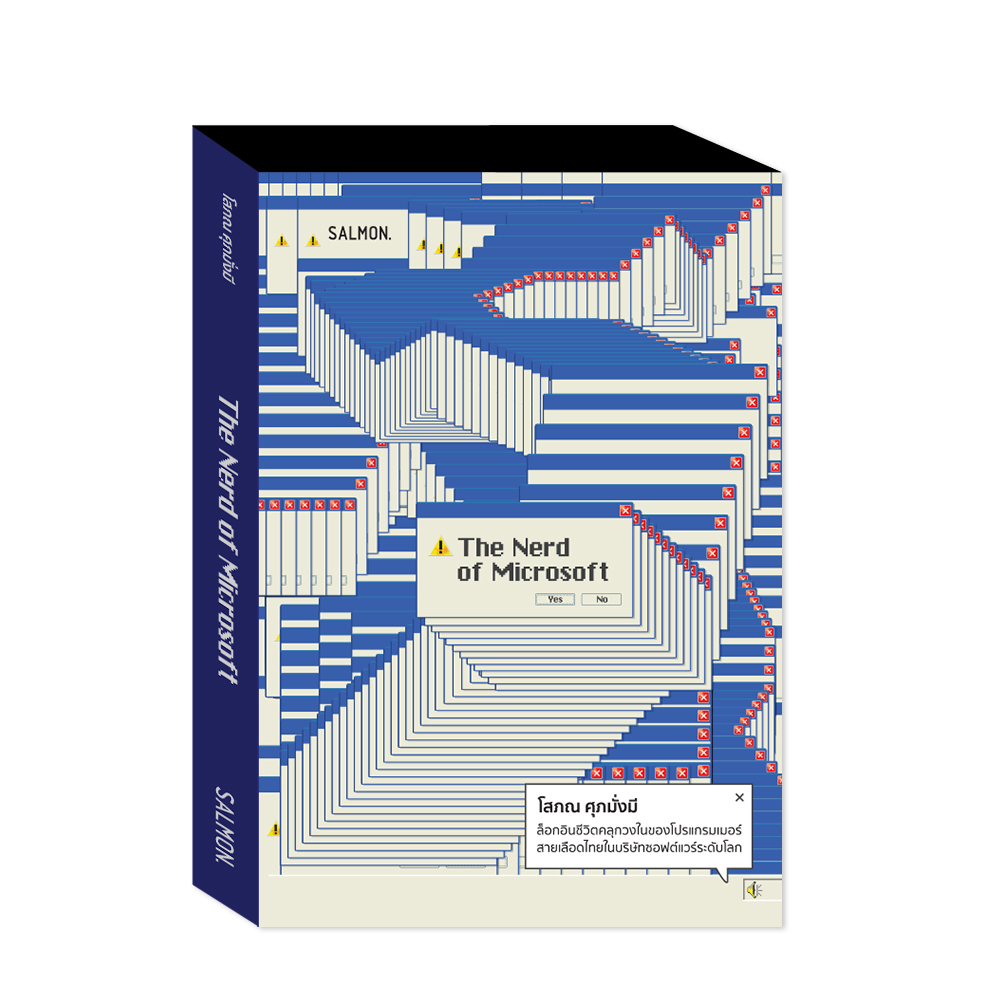 โสภณ ศุภมั่งมี
The Nerd of Microsoft
SALMON.
SALMON.
The Nerd
of Microsoft
Yes
No
โสภณ ศุภมั่งมี
ล็อกอินชีวิตคลุกวงในของโปรแกรมเมอร์
สายเลือดไทยในบริษัทซอฟต์แวร์ระดับโลก